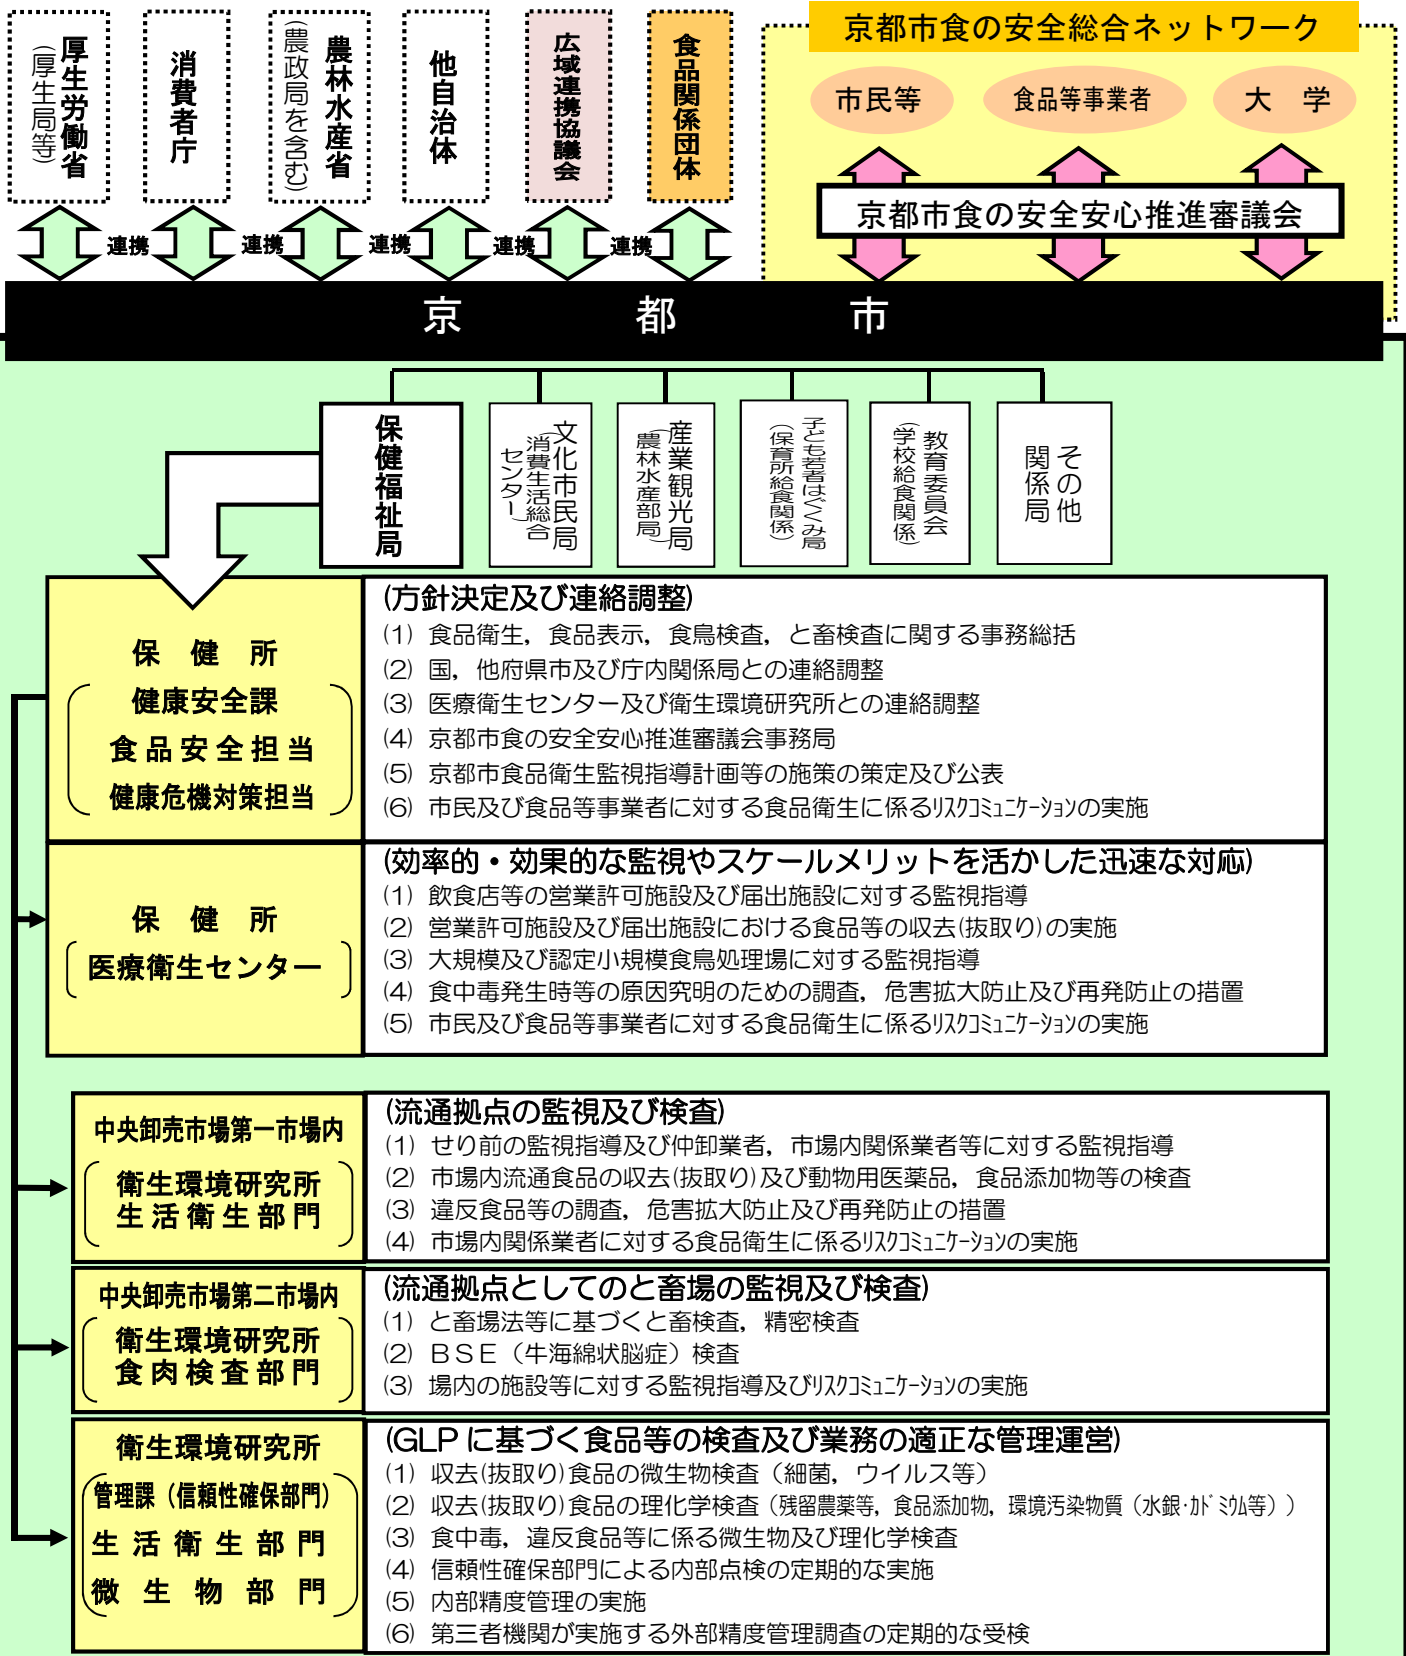 厚生労働省
（厚生局等）
消費者庁
農林水産省
（農政局を含む）
他自治体
広域連携協議会
食品関係団体
京都市食の安全総合ネットワーク
市民等
食品等事業者
大　学
京都市食の安全安心推進審議会
連携
連携
連携
連携
連携
京　都　市
保健福祉局
文化市民局
（消費生活総合
センター）
産業観光局
（農林水産部局）
子ども若者はぐくみ局
（保育所給食関係）
教育委員会
（学校給食関係）
その他
関係局
保　健　所
健康安全課
食品安全担当
健康危機対策担当
(方針決定及び連絡調整)
(1) 食品衛生，食品表示，食鳥検査，と畜検査に関する事務総括
(2) 国，他府県市及び庁内関係局との連絡調整
(3) 医療衛生センター及び衛生環境研究所との連絡調整
(4) 京都市食の安全安心推進審議会事務局
(5) 京都市食品衛生監視指導計画等の施策の策定及び公表
(6) 市民及び食品等事業者に対する食品衛生に係るﾘｽｸｺﾐｭﾆｹｰｼｮﾝの実施
保　健　所
医療衛生センター
(効率的・効果的な監視やスケールメリットを活かした迅速な対応)
(1) 飲食店等の営業許可施設及び届出施設に対する監視指導
(2) 営業許可施設及び届出施設における食品等の収去(抜取り)の実施
(3) 大規模及び認定小規模食鳥処理場に対する監視指導
(4) 食中毒発生時等の原因究明のための調査，危害拡大防止及び再発防止の措置
(5) 市民及び食品等事業者に対する食品衛生に係るﾘｽｸｺﾐｭﾆｹｰｼｮﾝの実施
中央卸売市場第一市場内
衛生環境研究所
生活衛生部門
(流通拠点の監視及び検査)
(1) せり前の監視指導及び仲卸業者，市場内関係業者等に対する監視指導
(2) 市場内流通食品の収去(抜取り)及び動物用医薬品，食品添加物等の検査
(3) 違反食品等の調査，危害拡大防止及び再発防止の措置
(4) 市場内関係業者に対する食品衛生に係るﾘｽｸｺﾐｭﾆｹｰｼｮﾝの実施
中央卸売市場第二市場内
衛生環境研究所
食肉検査部門
(流通拠点としてのと畜場の監視及び検査)
(1) と畜場法等に基づくと畜検査，精密検査
(2) ＢＳＥ（牛海綿状脳症）検査
(3) 場内の施設等に対する監視指導及びﾘｽｸｺﾐｭﾆｹｰｼｮﾝの実施
衛生環境研究所
管理課（信頼性確保部門）
生活衛生部門
微生物部門
(GLPに基づく食品等の検査及び業務の適正な管理運営)
(1) 収去(抜取り)食品の微生物検査（細菌，ウイルス等）
(2) 収去(抜取り)食品の理化学検査（残留農薬等，食品添加物，環境汚染物質（水銀･ｶﾄﾞﾐｳﾑ等））
(3) 食中毒，違反食品等に係る微生物及び理化学検査
(4) 信頼性確保部門による内部点検の定期的な実施
(5) 内部精度管理の実施
(6) 第三者機関が実施する外部精度管理調査の定期的な受検